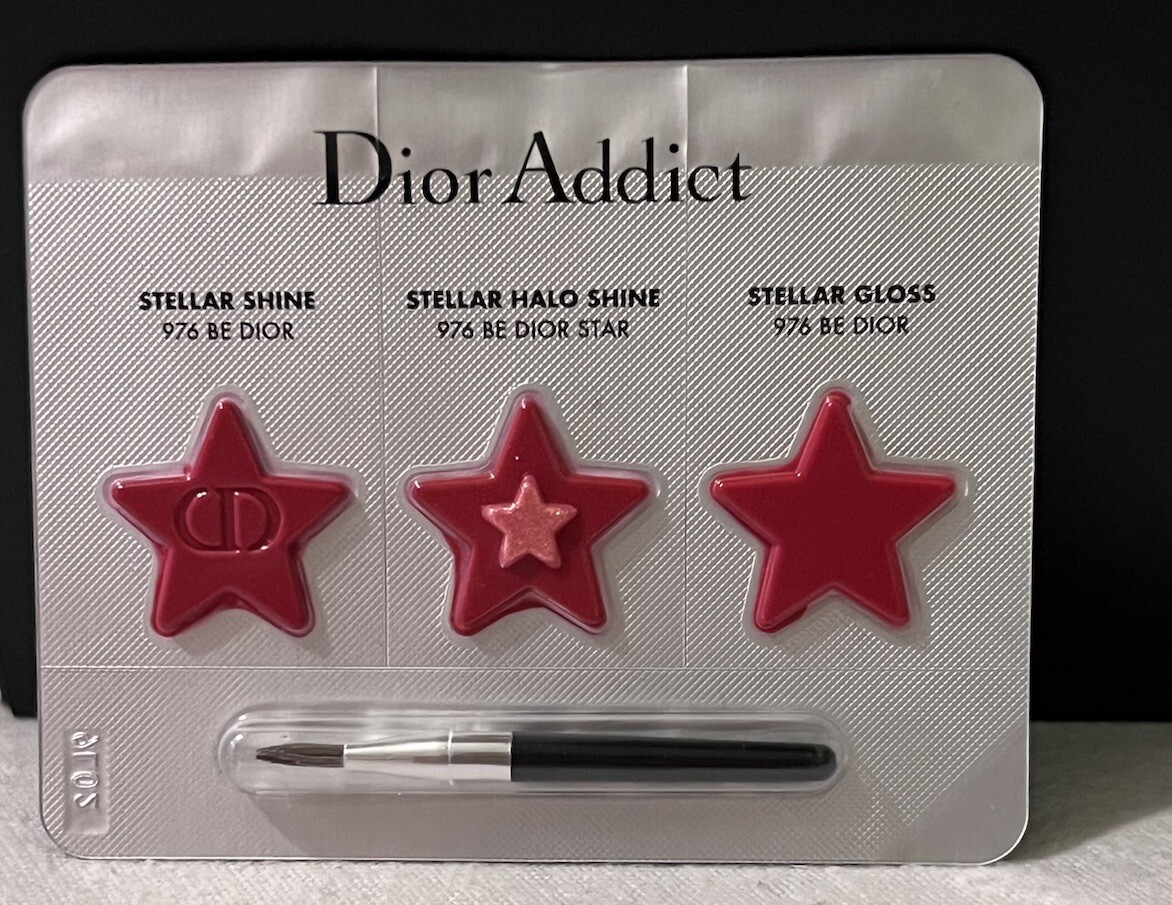 Dior Addict
STELLAR SHINE
976 BE DIOR
STELLAR HALO SHINE
976 BE DIOR STAR
STELLAR GLOSS
976 BE DIOR
CD